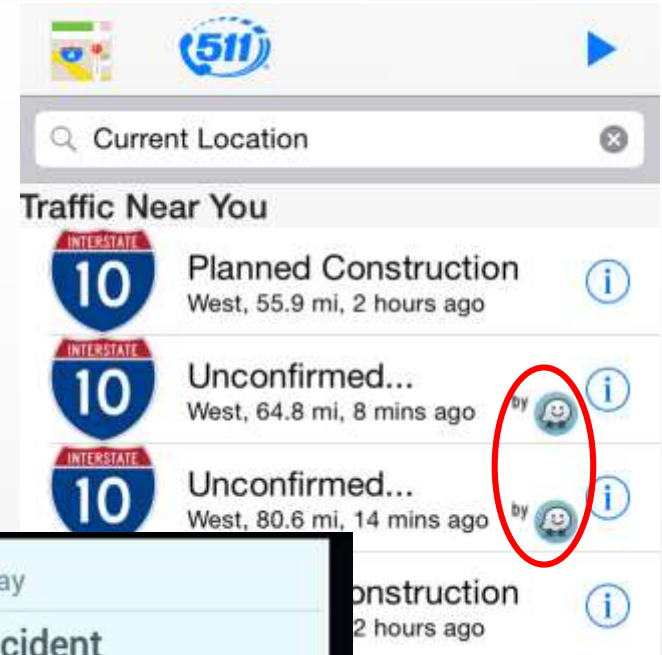 511
Current Location
Traffic Near You
INTERSTATE
10
Planned Construction
West, 55.9 mi, 2 hours ago
INTERSTATE
10
Unconfirmed...
West, 64.8 mi, 8 mins ago
by
INTERSTATE
10
Unconfirmed...
West, 80.6 mi, 14 mins ago
by
ay
onstruction
2 hours ago
cident